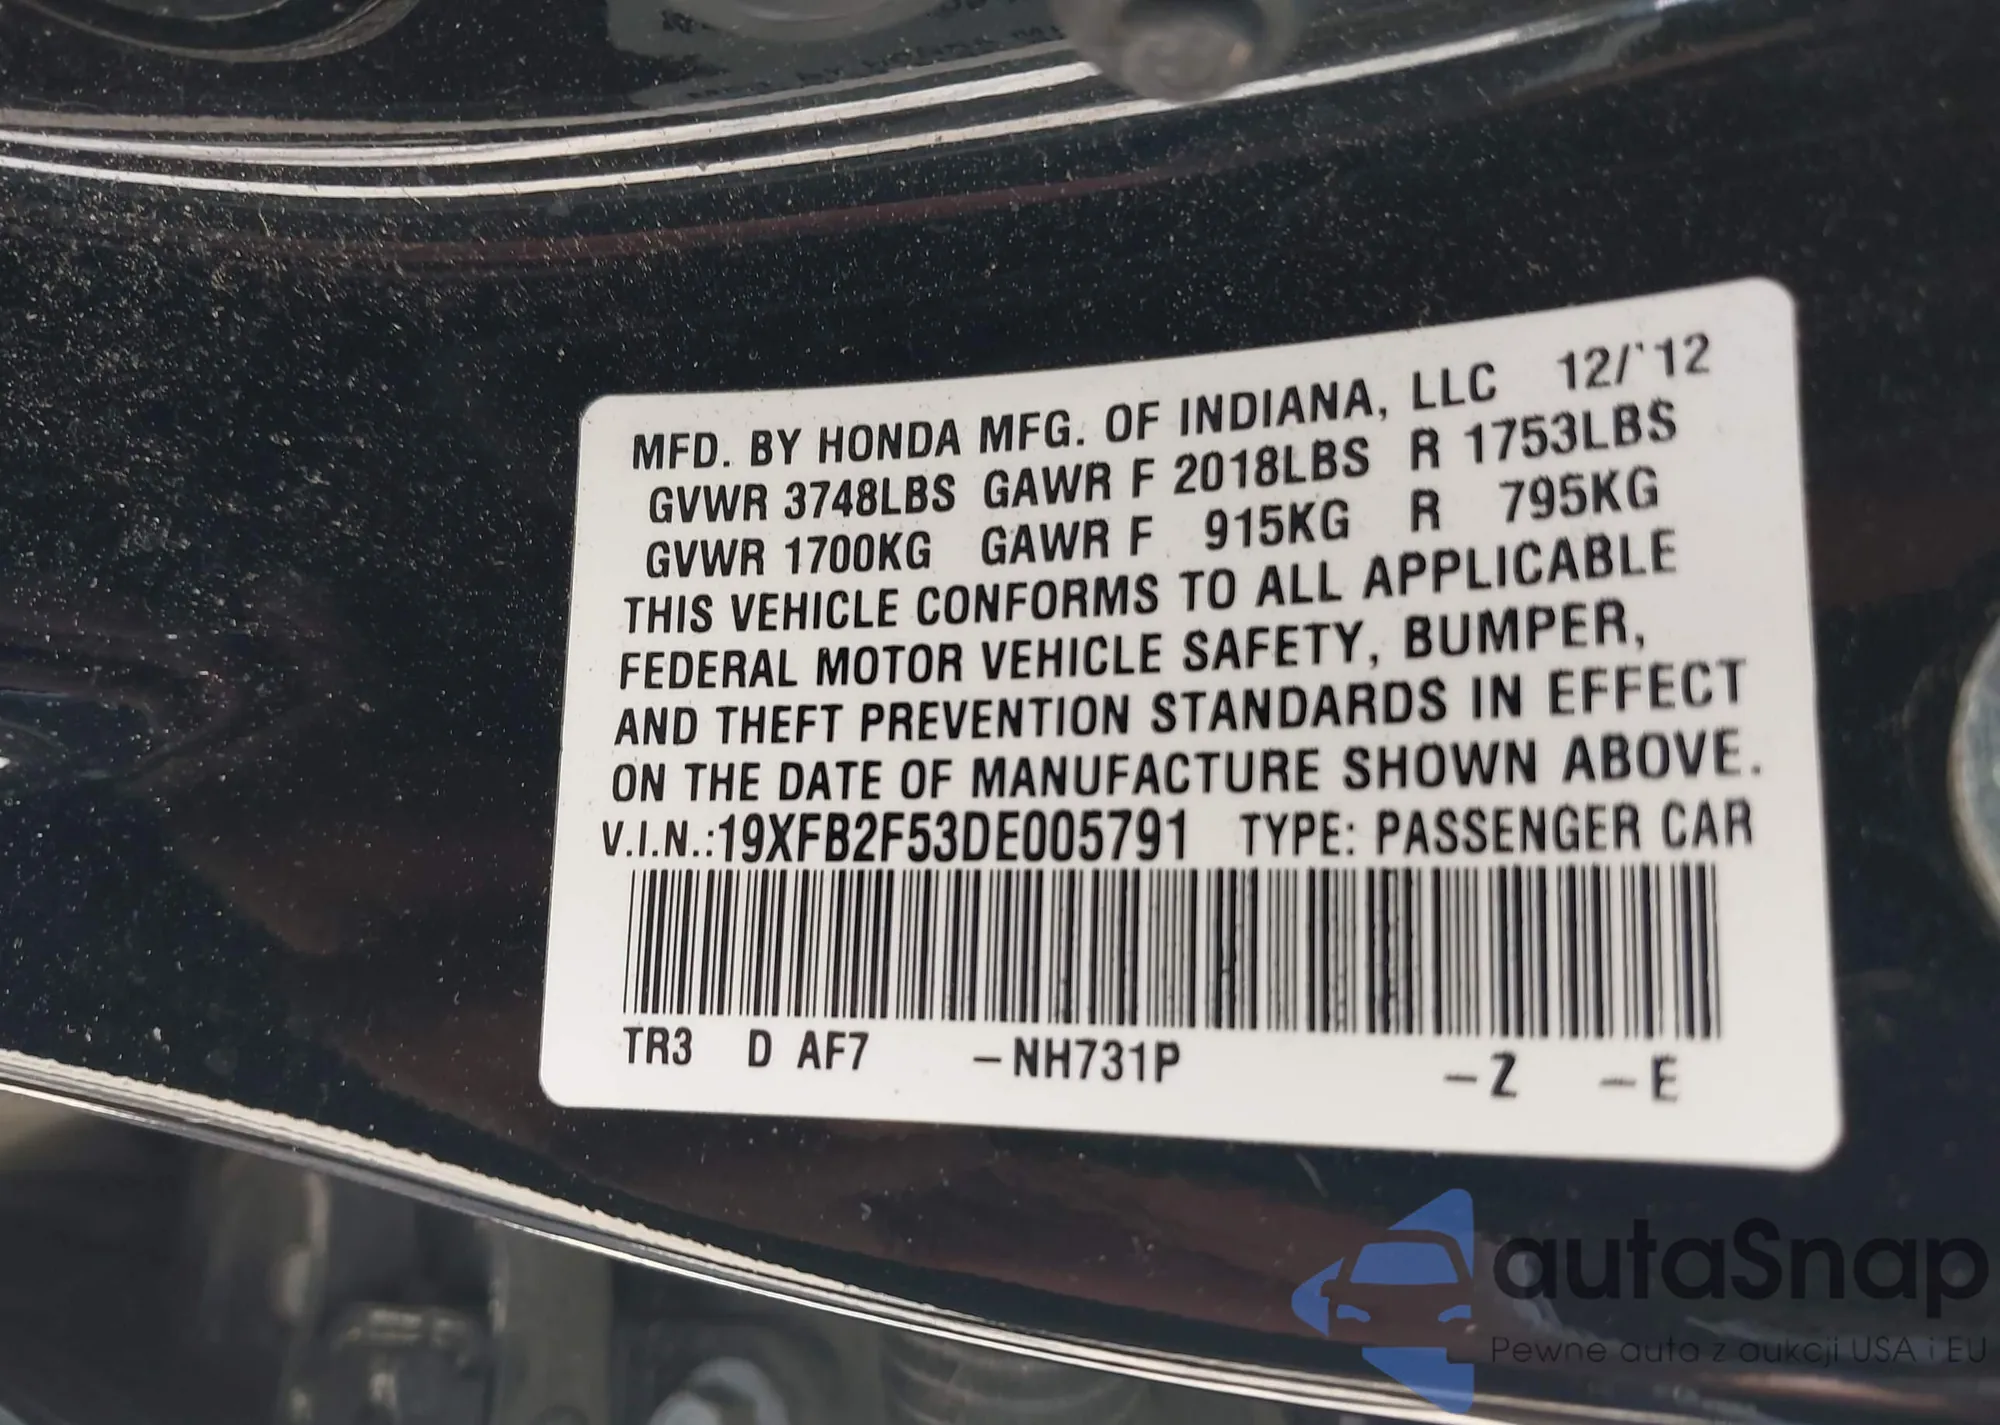 MFD. BY HONDA MFG. OF INDIANA, LLC 12/'12
GVWR 3748LBS GAWR F 2018LBS R 1753LBS
GVWR 1700KG GAWR F 915KG R 795KG
THIS VEHICLE CONFORMS TO ALL APPLICABLE
FEDERAL MOTOR VEHICLE SAFETY, BUMPER,
AND THEFT PREVENTION STANDARDS IN EFFECT
ON THE DATE OF MANUFACTURE SHOWN ABOVE.
V.I.N.:19XFB2F53DE005791 TYPE: PASSENGER CAR
TR3 D AF7 -NH731P -Z -E
autaSnap
Pewne auta z aukcji USA i EU